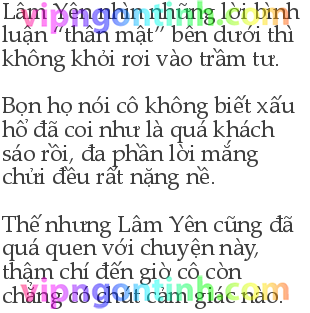 Lâm Yên nhìn những lời bình
luận “thân mật” bên dưới thì
không khỏi rơi vào trầm tư.
Bọn họ nói cô không biết xấu
hổ đã coi như là quá khách
sáo rồi, đa phần lời mắng
chửi đều rất nặng nề.
Thế nhưng Lâm Yên cũng đã
quá quen với chuyện này,
thậm chí đến giờ cô còn
chẳng có chút cảm giác nào.
vipngontinh.com
vipngontinh.com